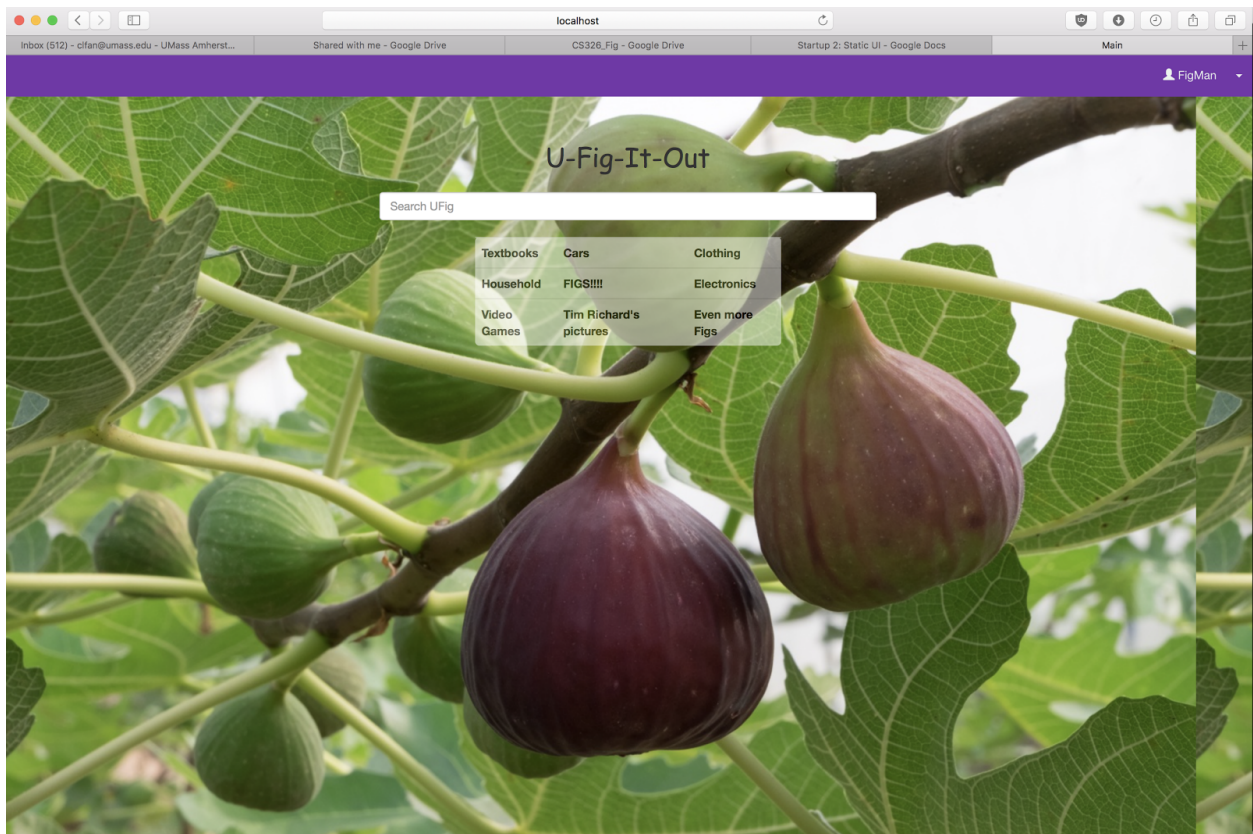 localhost
Inbox (512) - clfan@umass.edu - UMass Amherst...
Shared with me - Google Drive
CS326_Fig - Google Drive
Startup 2: Static UI - Google Docs
Main
FigMan
U-Fig-It-Out
Search UFig
Textbooks Cars Clothing
Household FIGS!!!! Electronics
Video Tim Richard's Even more
Games pictures Figs